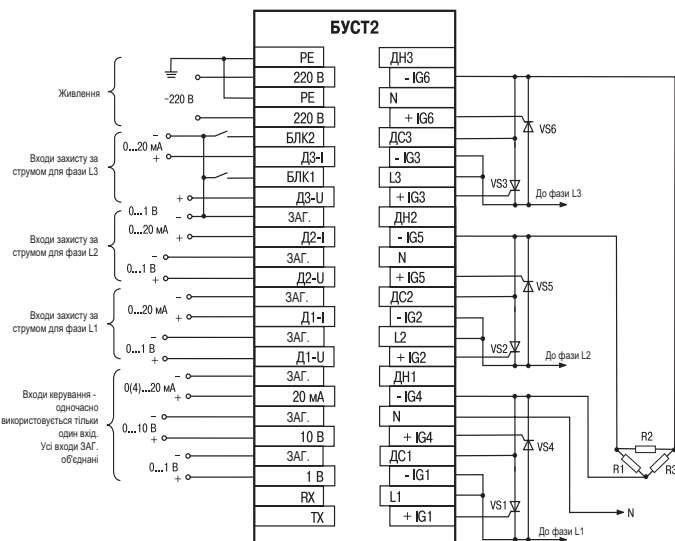 БУСТ2
PE
220 В
PE
220 В
БЛК2
Д3-I
БЛК1
Д3-U
ЗАГ.
Д2-I
ЗАГ.
Д2-U
ЗАГ.
Д1-I
ЗАГ.
Д1-U
ЗАГ.
20 мА
ЗАГ.
10 В
ЗАГ.
1 В
RX
TX
ДН3
- IG6
N
+ IG6
ДС3
- IG3
L3
+ IG3
ДН2
- IG5
N
+ IG5
ДС2
- IG2
L2
+ IG2
ДН1
- IG4
N
+ IG4
ДС1
- IG1
L1
+ IG1
Живлення
~220 В
Входи захисту за
струмом для фази L3
0...20 мА
− +
+
0...1 В
−
Входи захисту за
струмом для фази L2
0...20 мА
+
0...1 В
− +
Входи захисту за
струмом для фази L1
0...20 мА
− +
0...1 В
− +
Входи керування -
одночасно
використовується тільки
один вхід.
Усі входи ЗАГ.
об'єднані
0(4)...20 мА
− +
0...10 В
− +
0...1 В
− +
VS6
VS3
До фази L3
VS5
VS2
До фази L2
VS4
VS1
До фази L1
R2
R1
R3
N